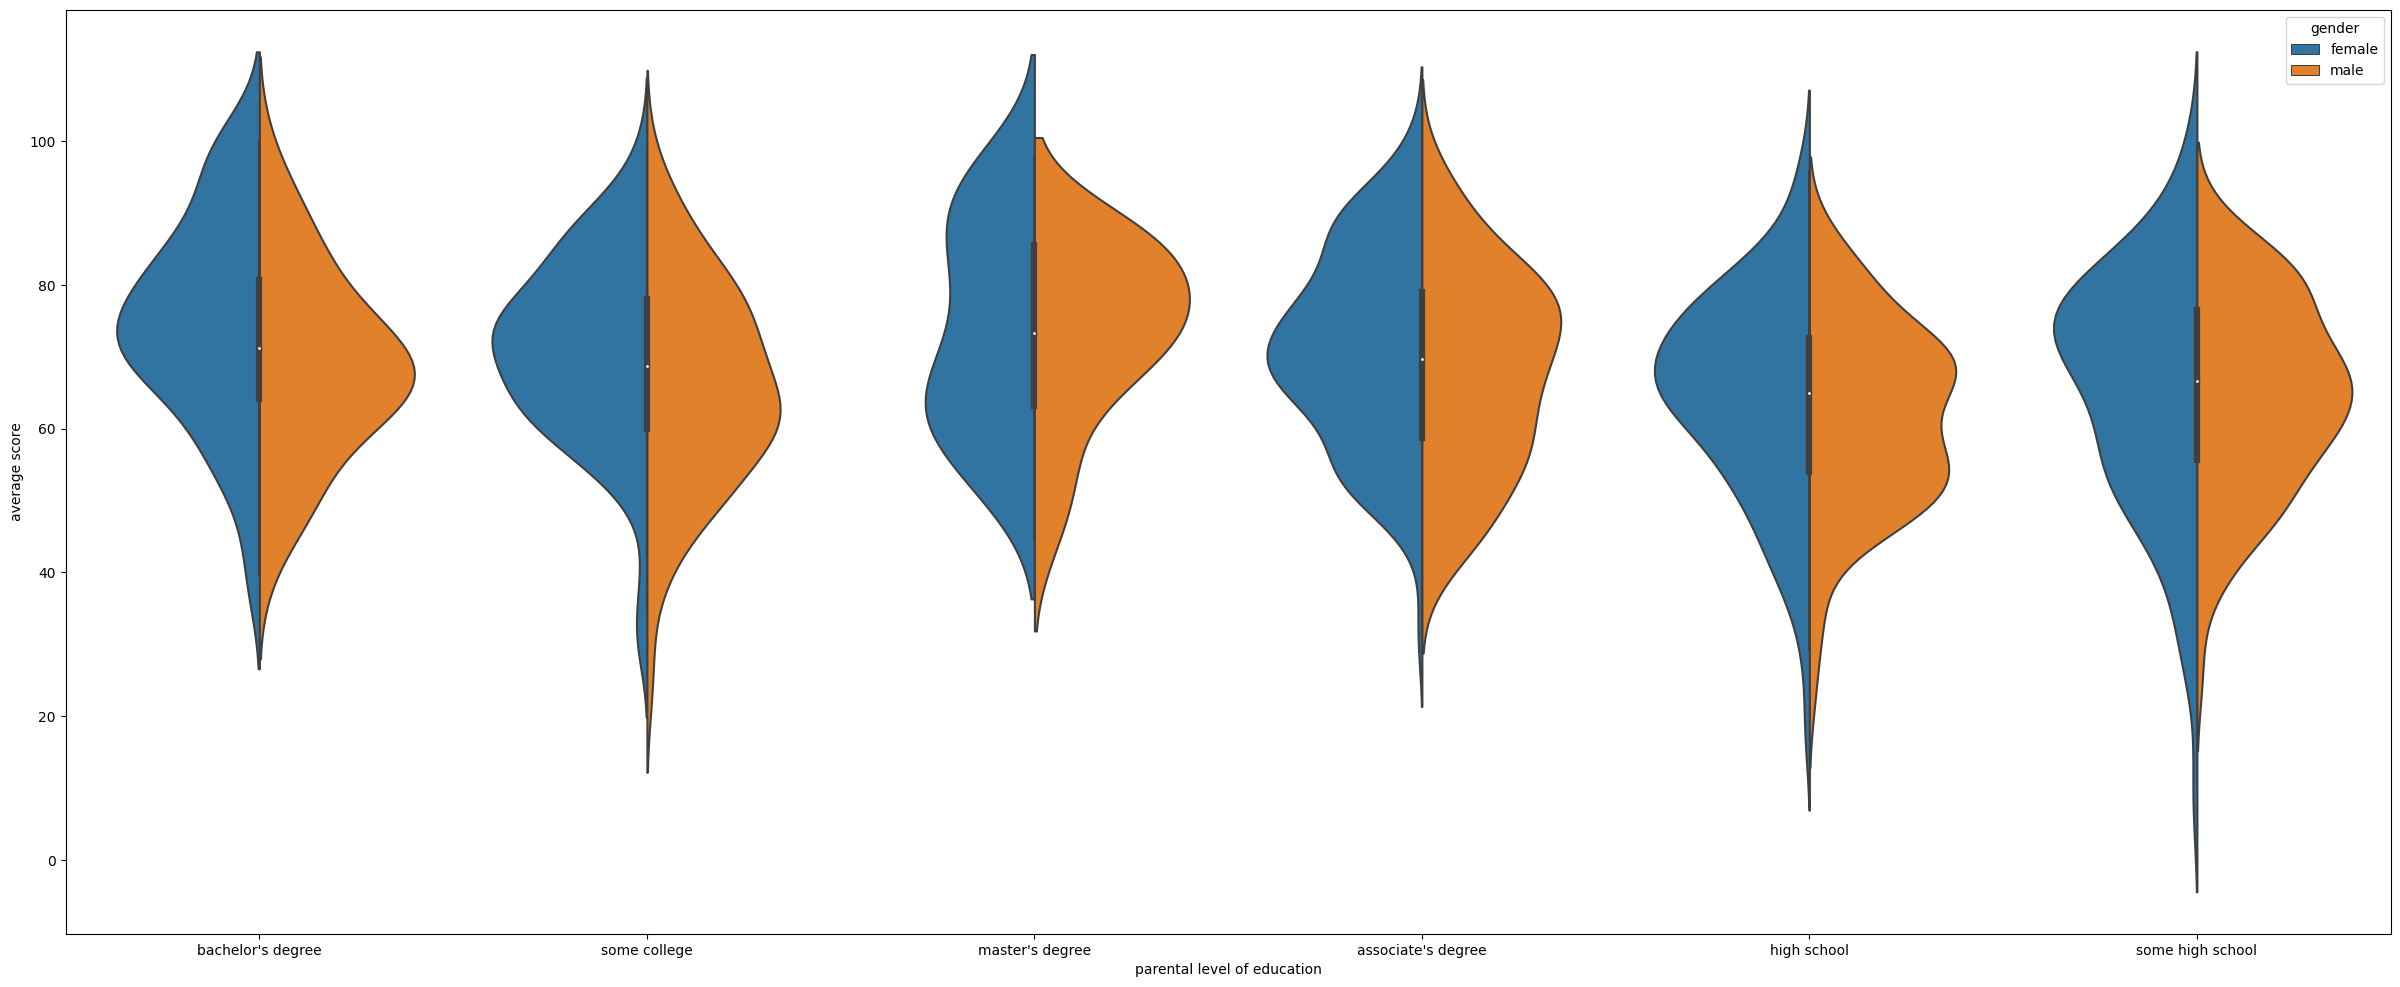 gender
female
male
100
80
60
40
20
0
average score
bachelor's degree
some college
master's degree
associate's degree
high school
some high school
parental level of education